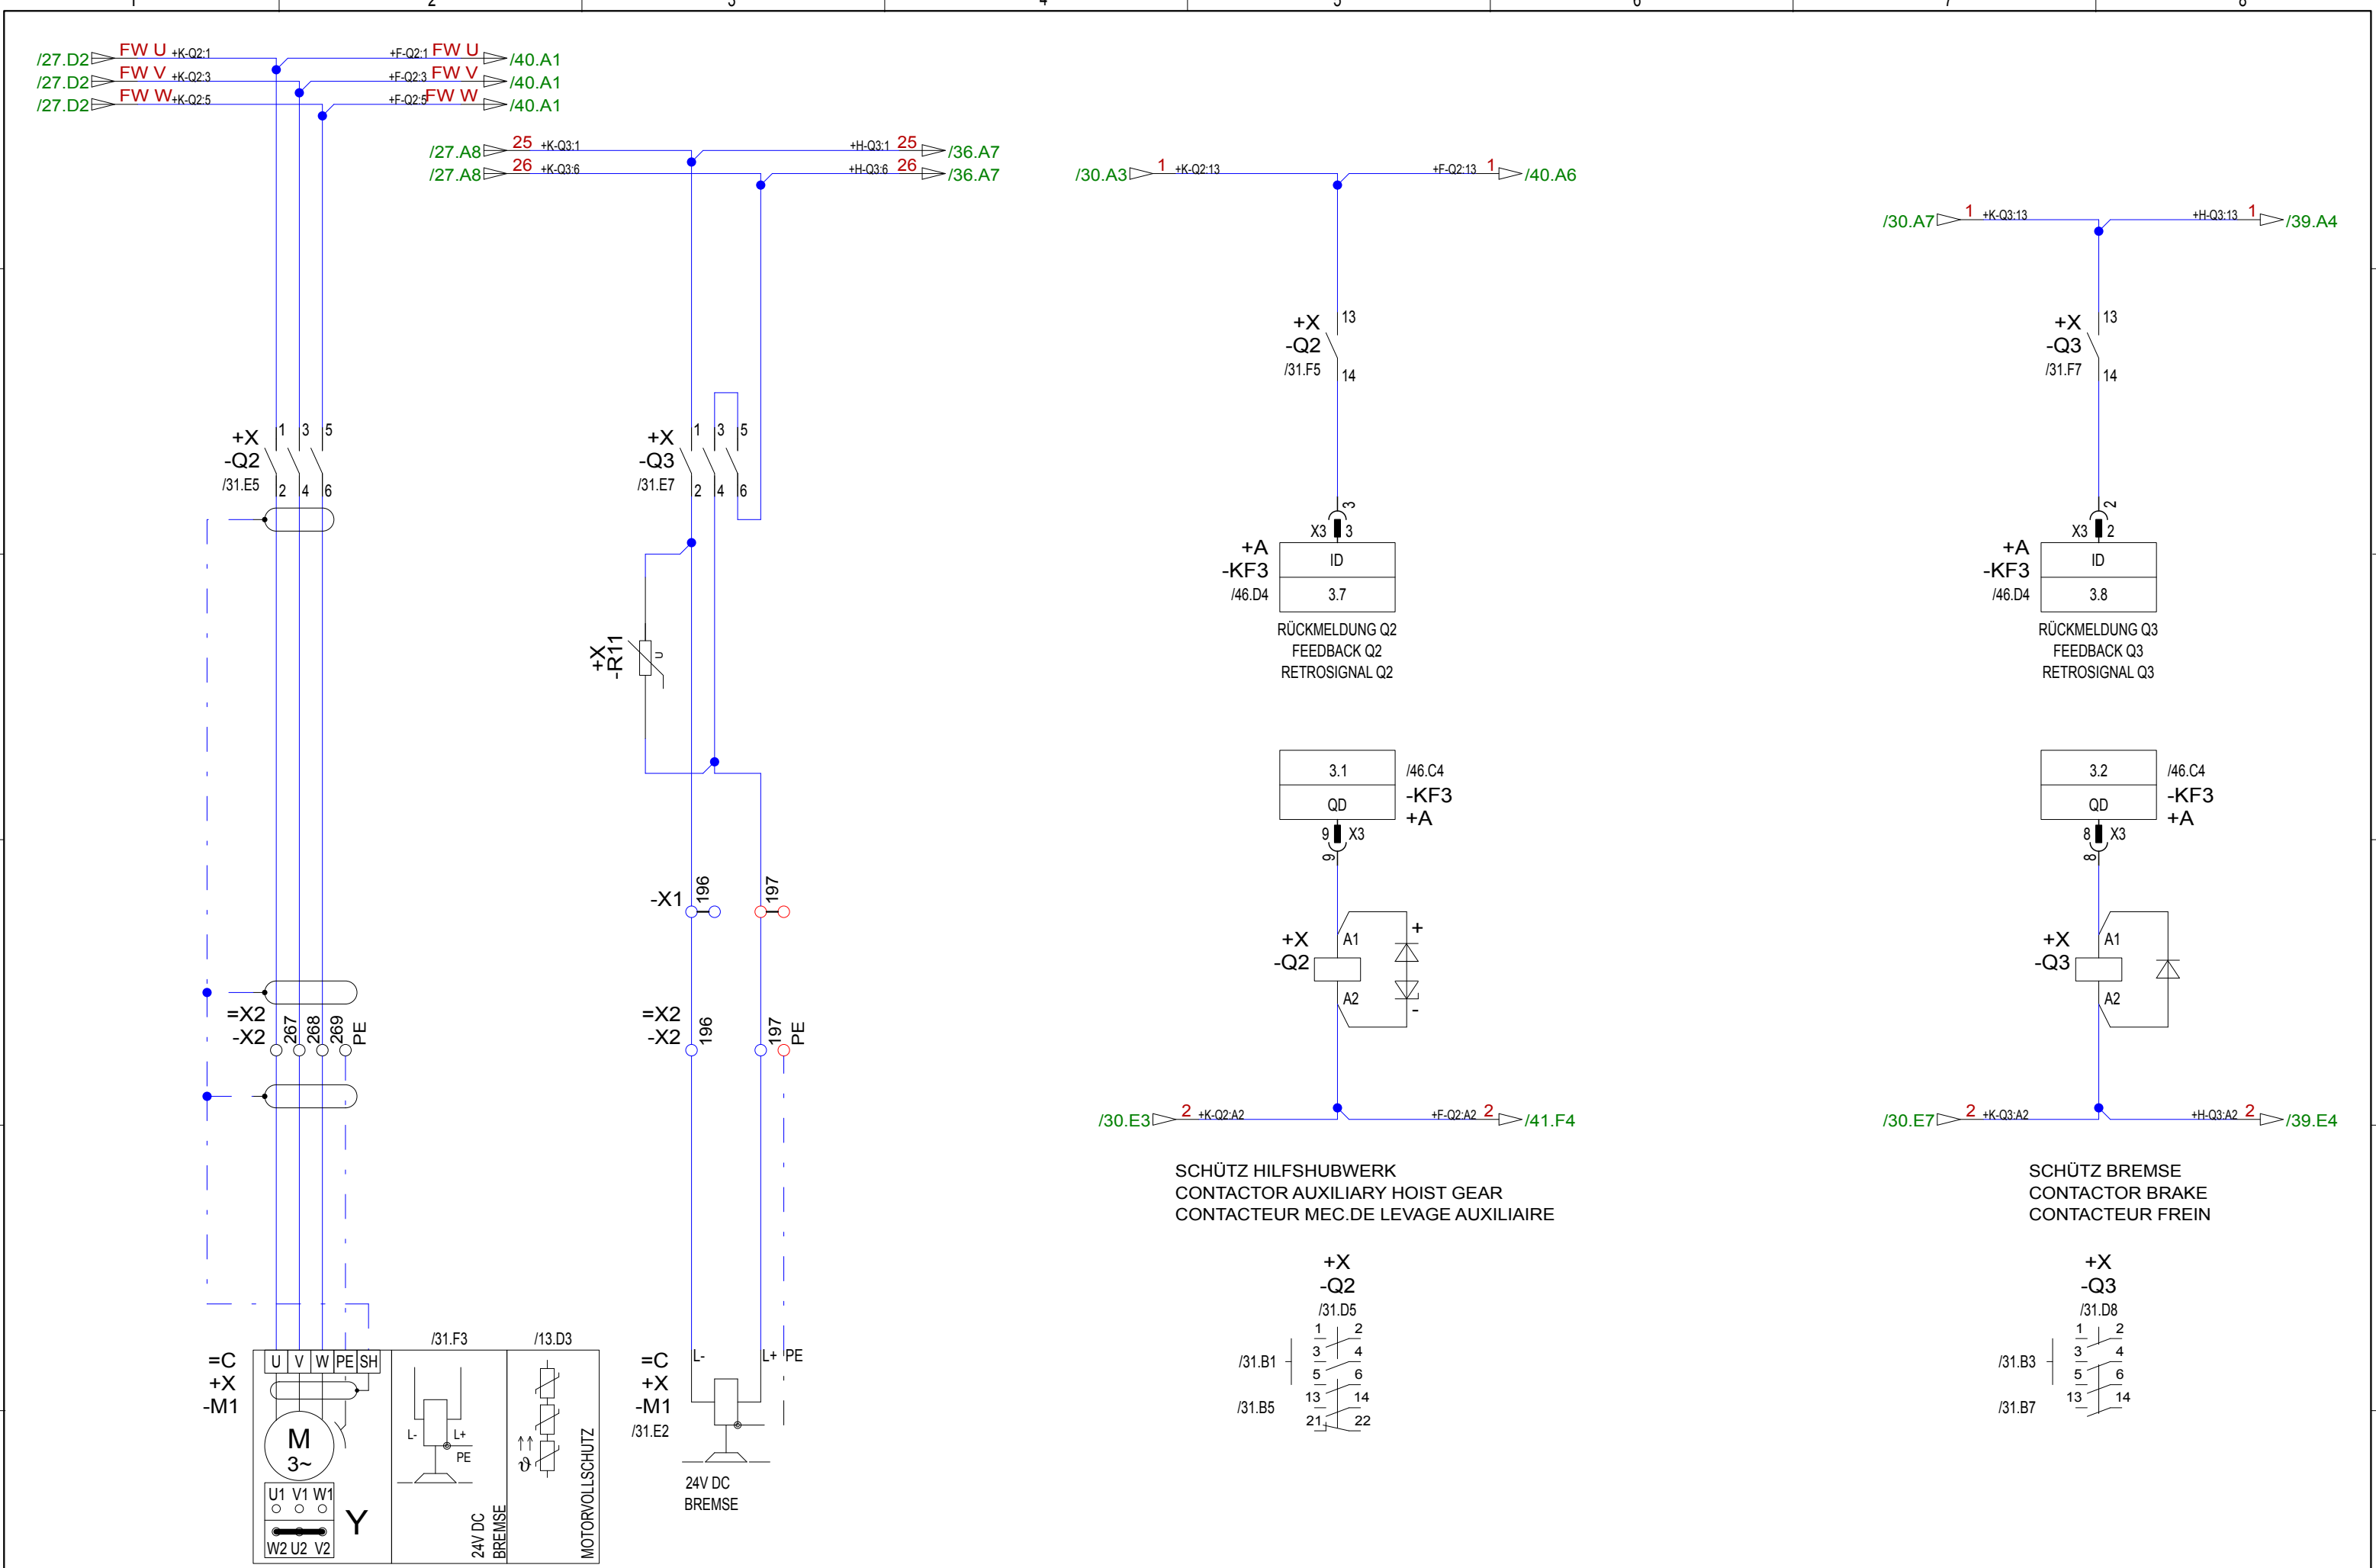 1 2 3 4 5 6 7 8
/27.D2 FW U +K-Q2:1 +F-Q2:1 FW U /40.A1
/27.D2 FW V +K-Q2:3 +F-Q2:3 FW V /40.A1
/27.D2 FW W +K-Q2:5 +F-Q2:5 FW W /40.A1
/27.A8 25 +K-Q3:1 +H-Q3:1 25 /36.A7
/27.A8 26 +K-Q3:6 +H-Q3:6 26 /36.A7
/30.A3 1 +K-Q2:13 +F-Q2:13 1 /40.A6
/30.A7 1 +K-Q3:13 +H-Q3:13 1 /39.A4
+X 13
-Q2
/31.F5 14
+X 13
-Q3
/31.F7 14
+X 1 3 5
-Q2
/31.E5 2 4 6
+X 1 3 5
-Q3
/31.E7 2 4 6
3
X3 3
+A ID
-KF3
/46.D4 3.7
RÜCKMELDUNG Q2
FEEDBACK Q2
RETROSIGNAL Q2
2
X3 2
+A ID
-KF3
/46.D4 3.8
RÜCKMELDUNG Q3
FEEDBACK Q3
RETROSIGNAL Q3
+X
-R11
U
3.1 /46.C4
QD -KF3
+A
9 X3
9
3.2 /46.C4
QD -KF3
+A
8 X3
8
-X1 196 197
+X A1 +
-Q2
A2 -
+X A1
-Q3
A2
=X2
-X2 267 268 269 PE
=X2
-X2 196 197 PE
/30.E3 2 +K-Q2:A2 +F-Q2:A2 2 /41.F4
/30.E7 2 +K-Q3:A2 +H-Q3:A2 2 /39.E4
SCHÜTZ HILFSHUBWERK
CONTACTOR AUXILIARY HOIST GEAR
CONTACTEUR MEC.DE LEVAGE AUXILIAIRE
SCHÜTZ BREMSE
CONTACTOR BRAKE
CONTACTEUR FREIN
+X
-Q2
/31.D5
1 2
3 4
/31.B1
5 6
13 14
/31.B5
21 22
+X
-Q3
/31.D8
1 2
3 4
/31.B3
5 6
13 14
/31.B7
=C
+X
-M1
U V W PE SH
M
3~
U1 V1 W1
Y
W2 U2 V2
/31.F3
L- L+
PE
24V DC
BREMSE
/13.D3
ϑ
MOTORVOLLSCHUTZ
=C L- L+ PE
+X
-M1
/31.E2
24V DC
BREMSE